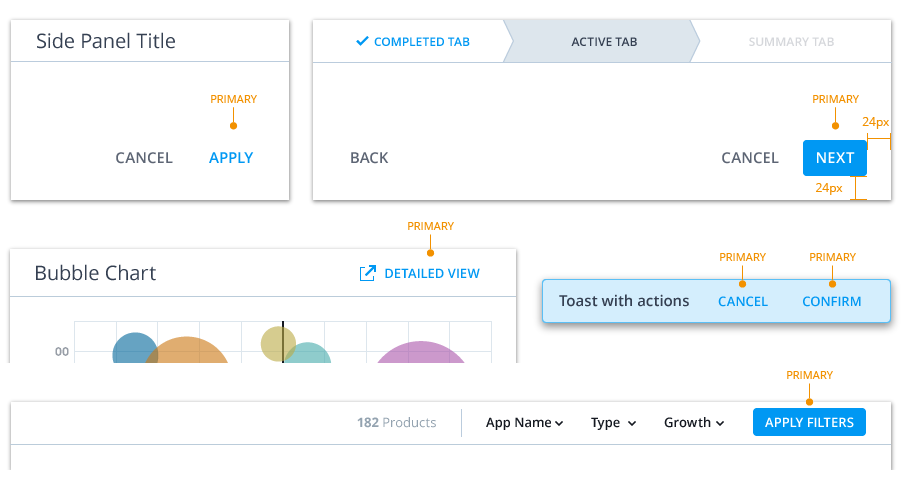 Side Panel Title
PRIMARY
CANCEL
APPLY
COMPLETED TAB
ACTIVE TAB
SUMMARY TAB
PRIMARY
24px
BACK
CANCEL
NEXT
24px
PRIMARY
Bubble Chart
DETAILED VIEW
00
PRIMARY
PRIMARY
Toast with actions
CANCEL
CONFIRM
PRIMARY
182 Products
App Name
Type
Growth
APPLY FILTERS